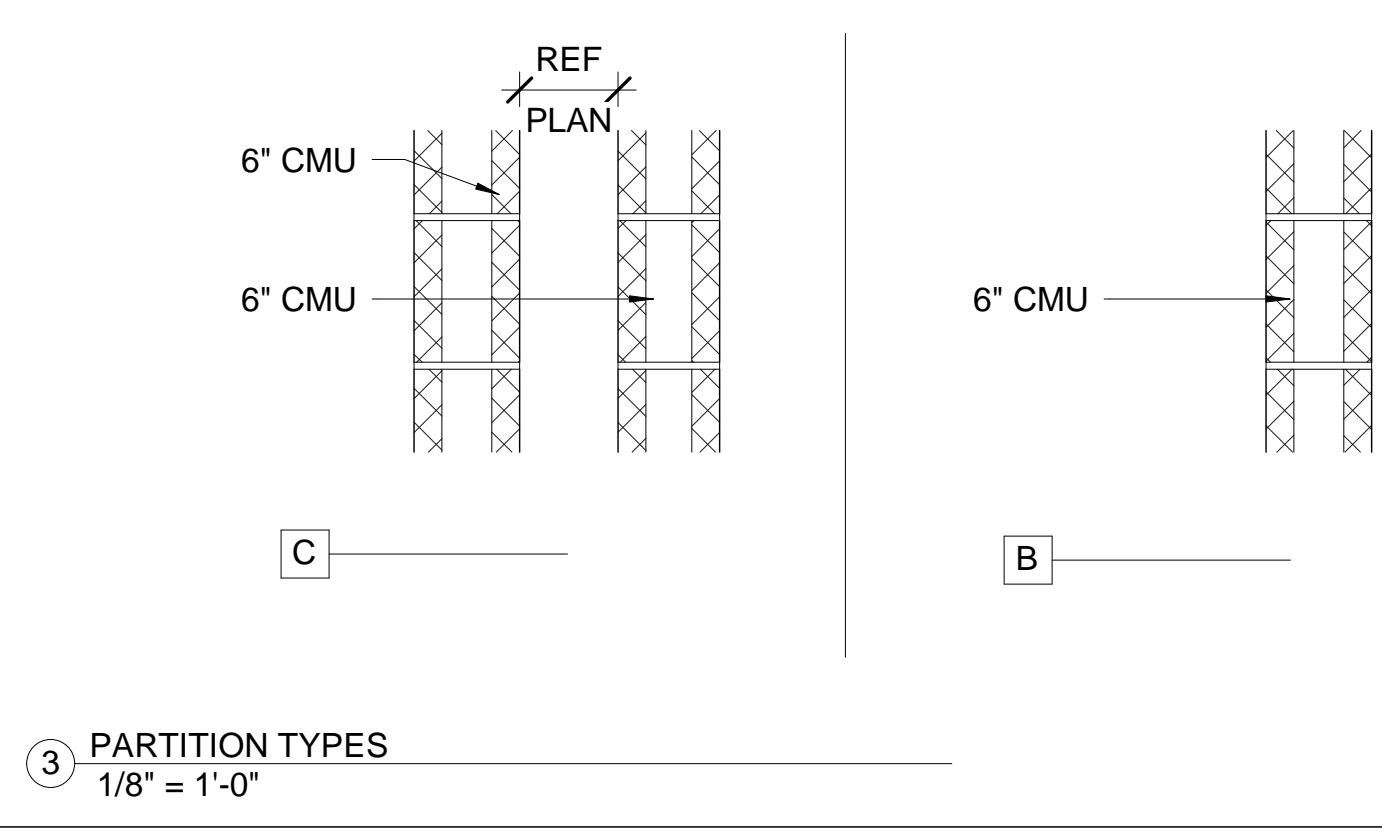 REF
PLAN
6" CMU
6" CMU
C
6" CMU
B
3
PARTITION TYPES
1/8" = 1'-0"